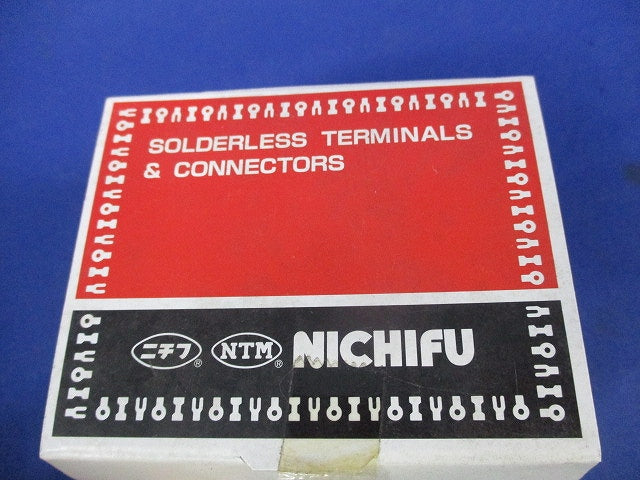 SOLDERLESS TERMINALS
& CONNECTORS
ニチフ® NTM® NICHIFU